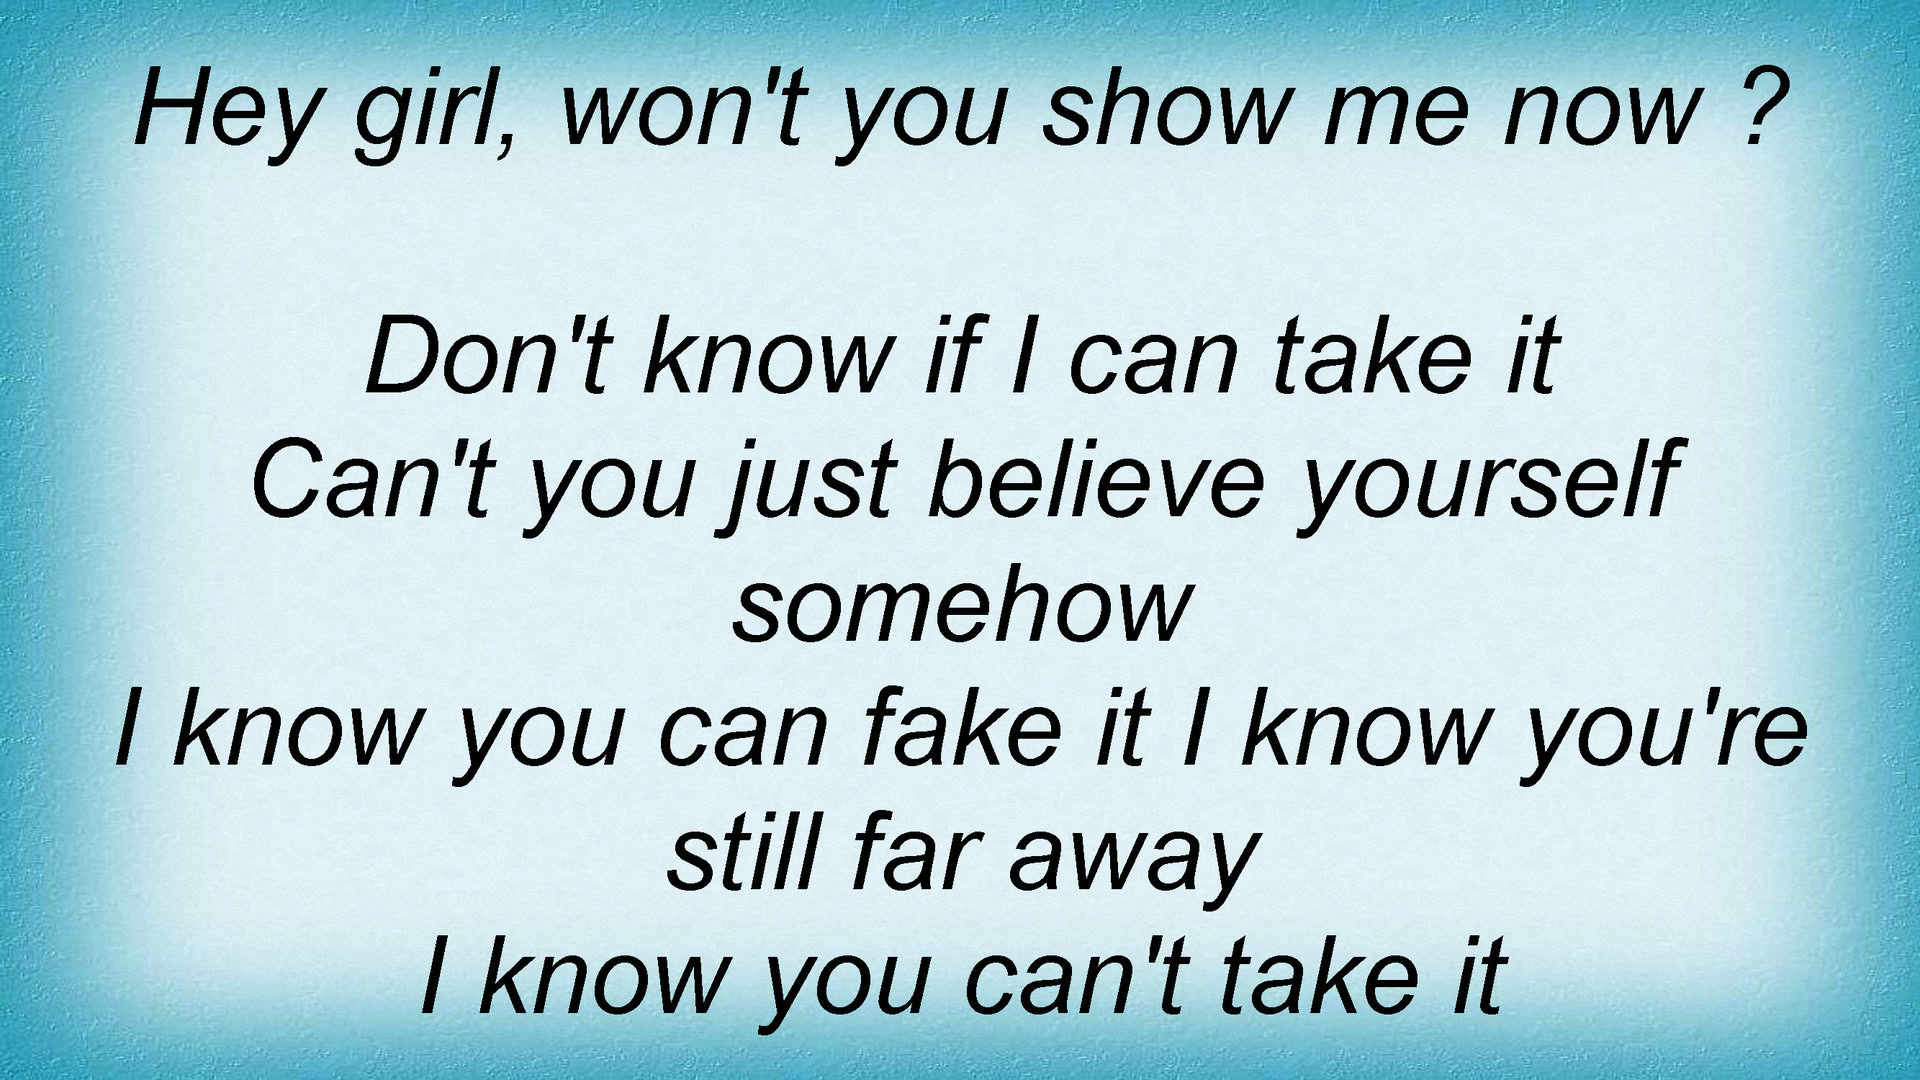 Hey girl, won't you show me now ?
Don't know if I can take it
Can't you just believe yourself
somehow
I know you can fake it I know you're
still far away
I know you can't take it